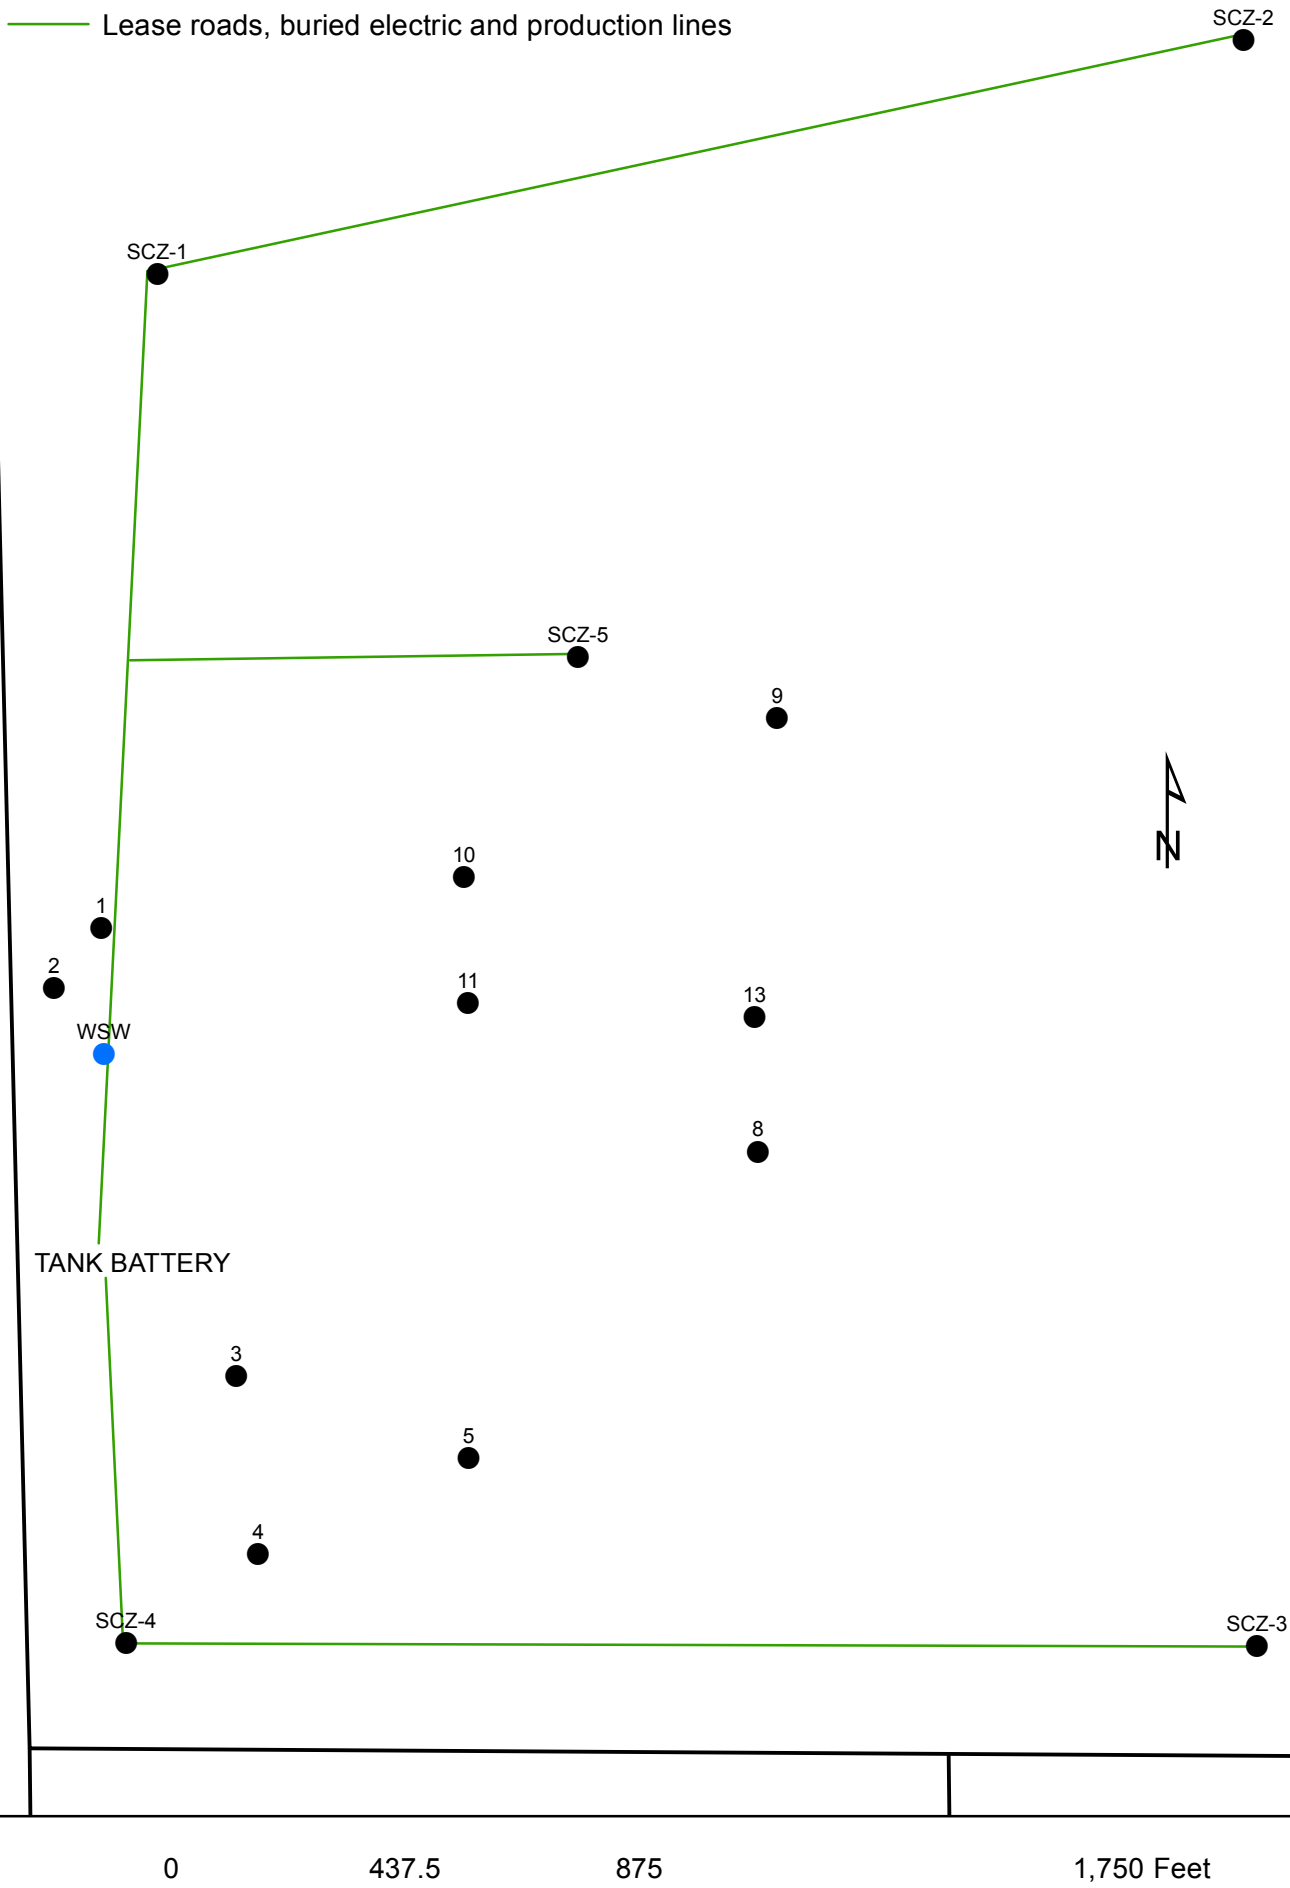 Lease roads, buried electric and production lines
SCZ-2
SCZ-1
SCZ-5
9
N
10
1
2
11
13
WSW
8
TANK BATTERY
3
5
4
SCZ-4
SCZ-3
0 437.5 875 1,750 Feet